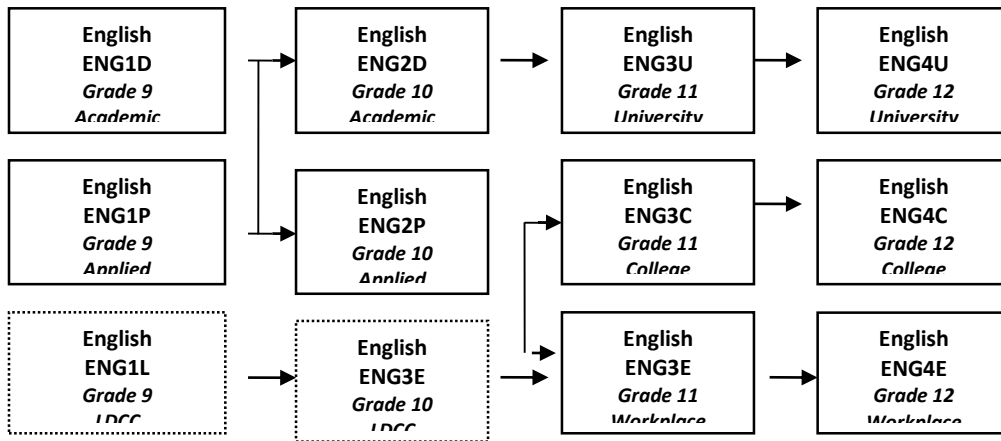 English
ENG1D
Grade 9
Academic
English
ENG2D
Grade 10
Academic
English
ENG3U
Grade 11
University
English
ENG4U
Grade 12
University
English
ENG1P
Grade 9
Applied
English
ENG2P
Grade 10
Applied
English
ENG3C
Grade 11
College
English
ENG4C
Grade 12
College
English
ENG1L
Grade 9
LDCC
English
ENG3E
Grade 10
LDCC
English
ENG3E
Grade 11
Workplace
English
ENG4E
Grade 12
Workplace